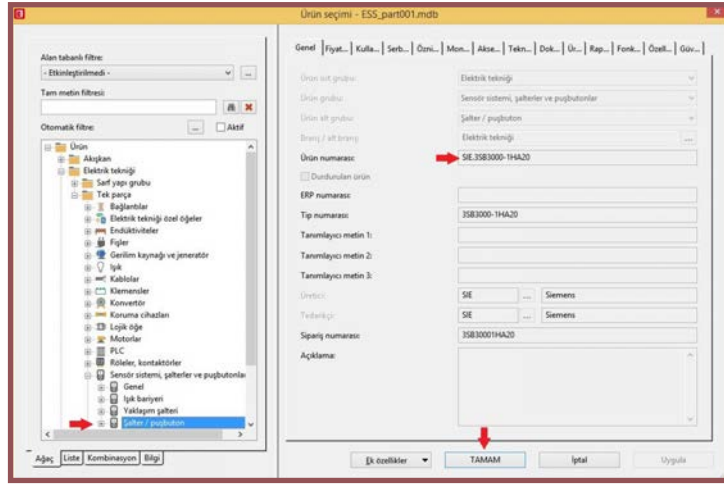 Ürün seçimi - ESS_part001.mdb
Alan tabanlı filtre:
- Etkinleştirilmedi -
...
Tam metin filtresi:
Otomatik filtre:
...
Aktif
Ürün
Akışkan
Elektrik tekniği
Sarf yapı grubu
Tek parça
Bağlantılar
Elektrik tekniği özel öğeler
Endüktiviteler
Fişler
Gerilim kaynağı ve jeneratör
Işık
Kablolar
Klemensler
Konvertör
Koruma cihazları
Lojik öğe
Motorlar
PLC
Röleler, kontaktörler
Sensör sistemi, şalterler ve puşbutonlar
Genel
Işık bariyeri
Yaklaşım şalteri
Şalter / puşbuton
Ağaç Liste Kombinasyon Bilgi
Genel Fiyat... Kulla... Serb... Özni... Mon... Akse... Tekn... Dok... Ür... Rap... Fonk... Özell... Güv...
Ürün üst grubu: Elektrik tekniği
Ürün grubu: Sensör sistemi, şalterler ve puşbutonlar
Ürün alt grubu: Şalter / puşbuton
Branş / alt branş: Elektrik tekniği ...
Ürün numarası: SIE.3SB3000-1HA20
Durdurulan ürün
ERP numarası:
Tip numarası: 3SB3000-1HA20
Tanımlayıcı metin 1:
Tanımlayıcı metin 2:
Tanımlayıcı metin 3:
Üretici: SIE ... Siemens
Tedarikçi: SIE ... Siemens
Sipariş numarası: 3SB30001HA20
Açıklama:
Ek özellikler TAMAM İptal Uygula